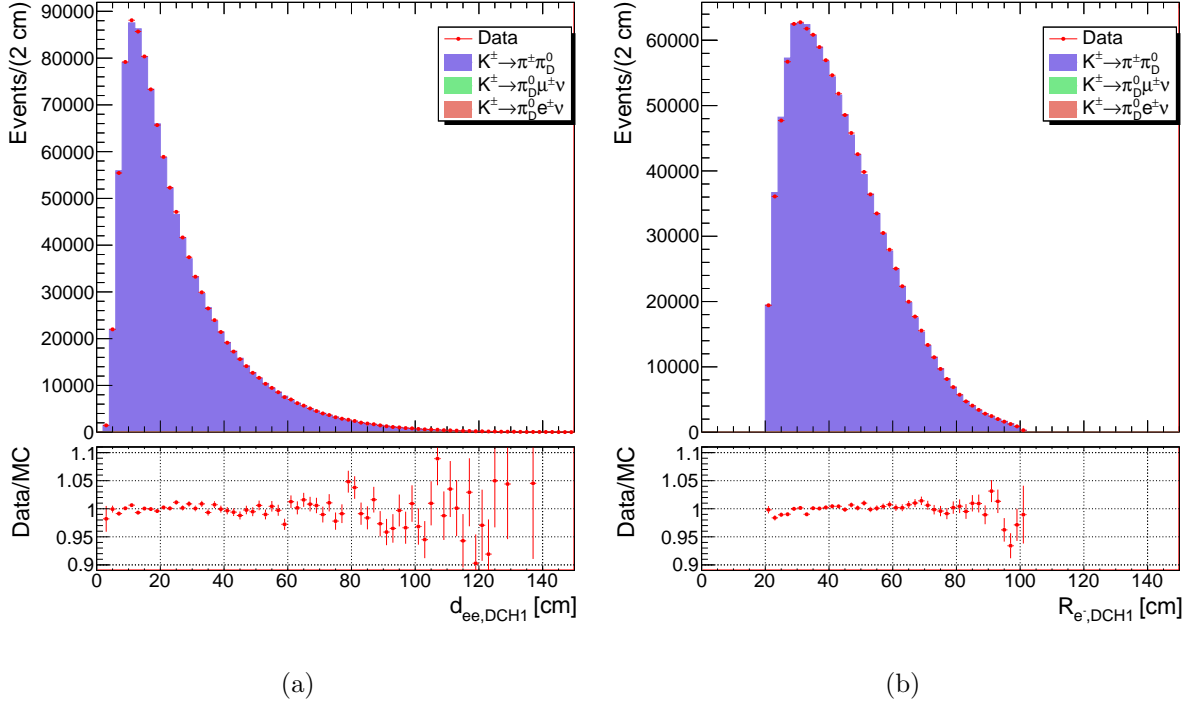 Events/(2 cm)
90000
80000
70000
60000
50000
40000
30000
20000
10000
0
Data
K±→π±π⁰D
K±→π⁰Dμ±ν
K±→π⁰De±ν
Data/MC
1.1
1.05
1
0.95
0.9
0 20 40 60 80 100 120 140
d ee,DCH1 [cm]
(a)
Events/(2 cm)
60000
50000
40000
30000
20000
10000
0
Data
K±→π±π⁰D
K±→π⁰Dμ±ν
K±→π⁰De±ν
Data/MC
1.1
1.05
1
0.95
0.9
0 20 40 60 80 100 120 140
R e⁻,DCH1 [cm]
(b)